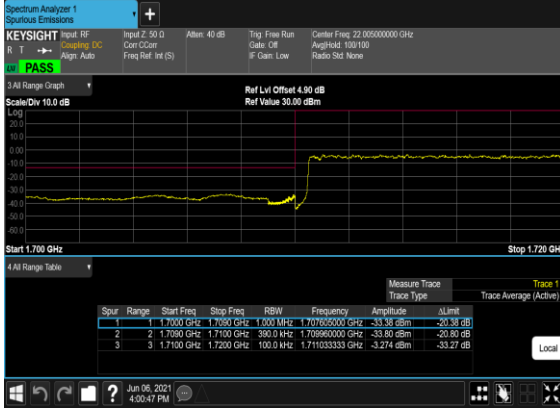 Spectrum Analyzer 1
Spurious Emissions
KEYSIGHT Input: RF Input Z: 50 Ω Atten: 40 dB Trig: Free Run Center Freq: 22.005000000 GHz
R T Coupling: DC Corr CCorr Gate: Off Avg|Hold: 100/100
Align: Auto Freq Ref: Int (S) IF Gain: Low Radio Std: None
LXI PASS
3 All Range Graph Ref Lvl Offset 4.90 dB
Scale/Div 10.0 dB Ref Value 30.00 dBm
Log
20.0
10.0
0.00
-10.0
-20.0
-30.0
-40.0
-50.0
-60.0
Start 1.700 GHz Stop 1.720 GH
4 All Range Table
Measure Trace Trace 1
Trace Type Trace Average (Active)
Spur Range Start Freq Stop Freq RBW Frequency Amplitude ΔLimit
1 1 1.7000 GHz 1.7090 GHz 1.000 MHz 1.707605000 GHz -33.38 dBm -20.38 dB
2 2 1.7090 GHz 1.7100 GHz 390.0 kHz 1.709960000 GHz -33.80 dBm -20.80 dB
3 3 1.7100 GHz 1.7200 GHz 100.0 kHz 1.711033333 GHz -3.274 dBm -33.27 dB
Local
? Jun 06, 2021
4:00:47 PM